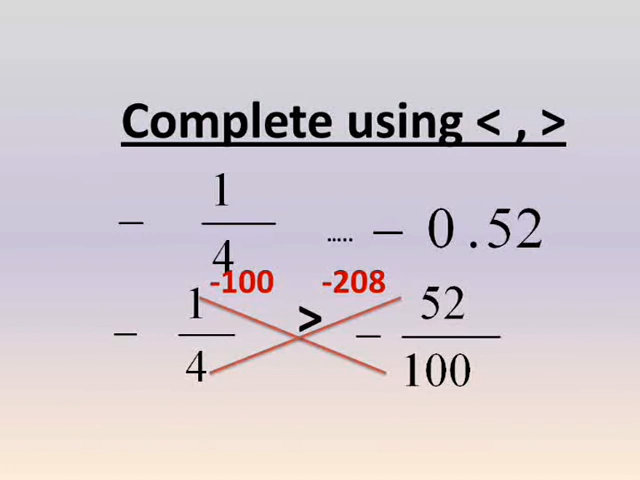 Complete using < , >
− 1/4 ..... − 0.52
-100 -208
− 1/4 > − 52/100